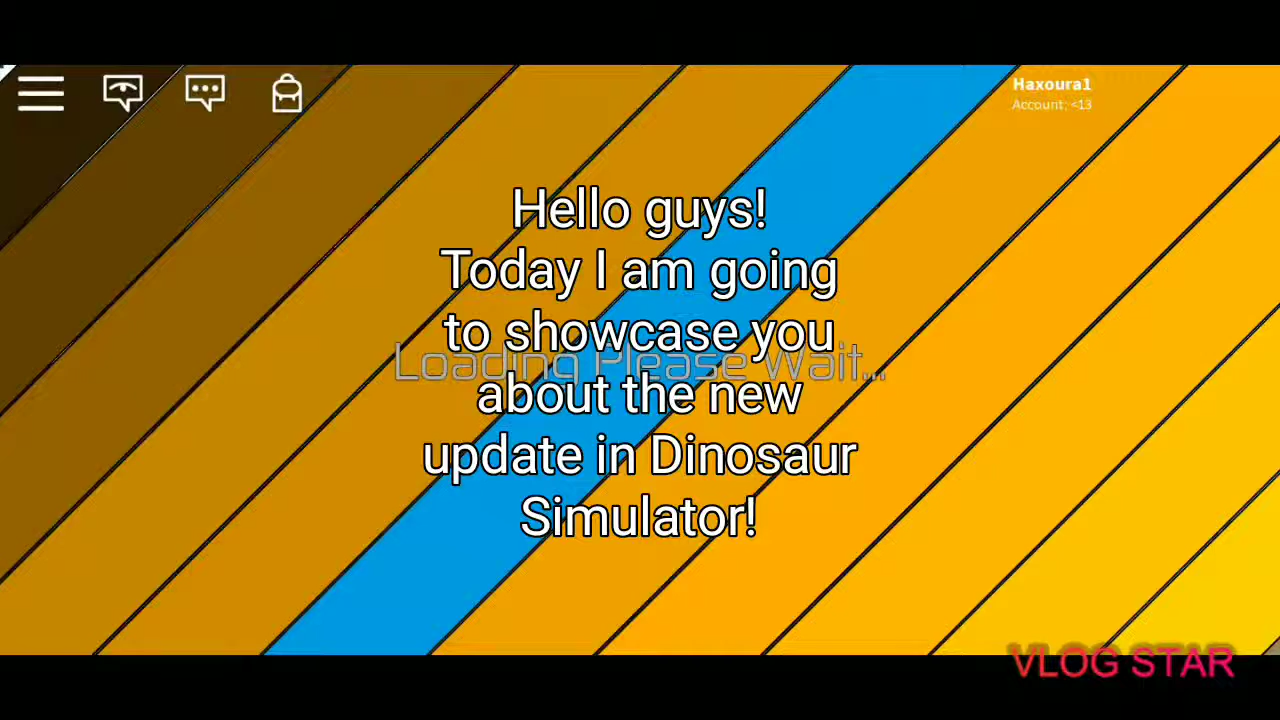 Haxoura1
Account: <13
Hello guys!
Today I am going
to showcase you
Loading Please Wait...
about the new
update in Dinosaur
Simulator!
VLOG STAR